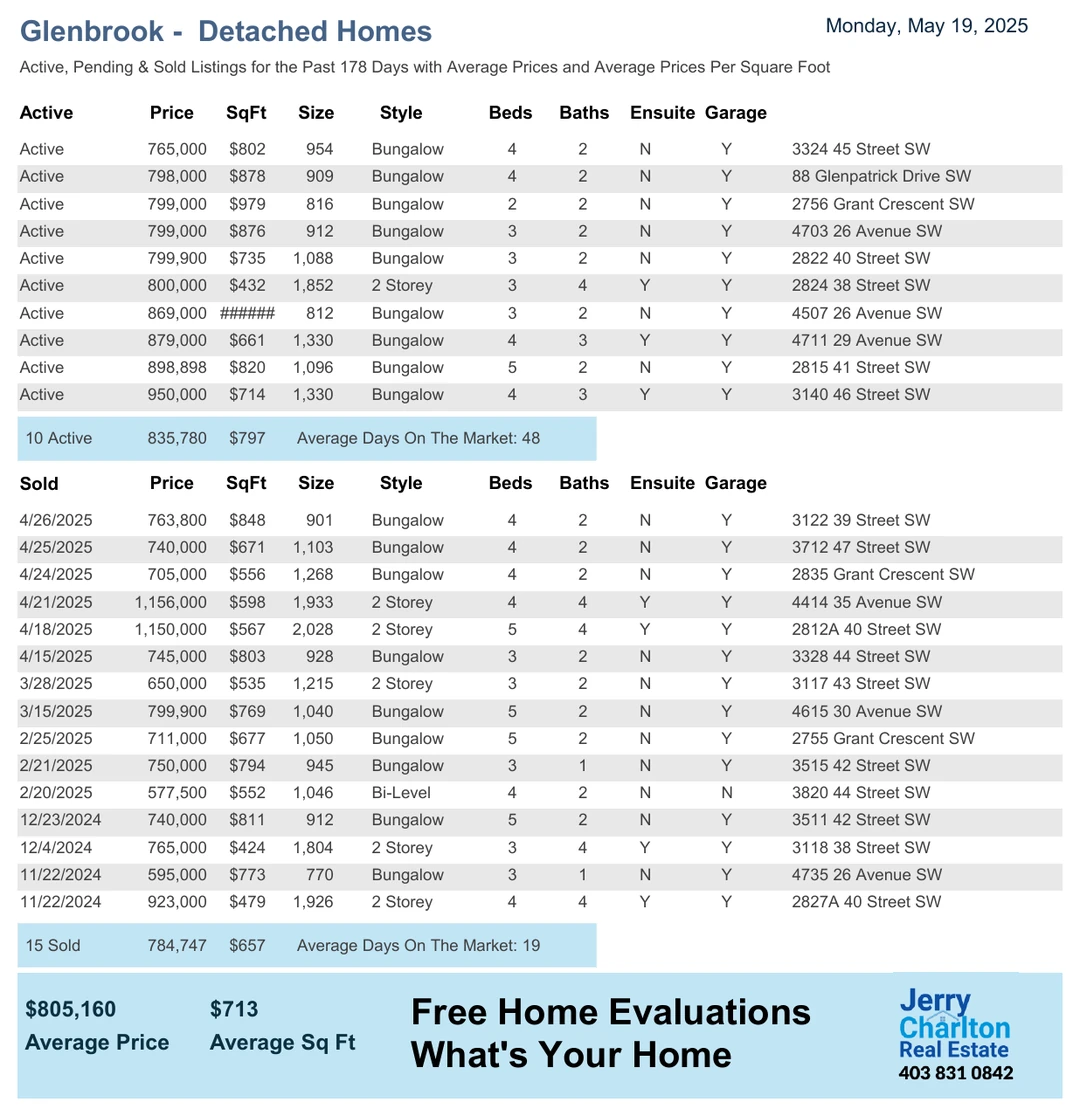 Glenbrook - Detached Homes
Monday, May 19, 2025
Active, Pending & Sold Listings for the Past 178 Days with Average Prices and Average Prices Per Square Foot
Active Price SqFt Size Style Beds Baths Ensuite Garage
Active 765,000 $802 954 Bungalow 4 2 N Y 3324 45 Street SW
Active 798,000 $878 909 Bungalow 4 2 N Y 88 Glenpatrick Drive SW
Active 799,000 $979 816 Bungalow 2 2 N Y 2756 Grant Crescent SW
Active 799,000 $876 912 Bungalow 3 2 N Y 4703 26 Avenue SW
Active 799,900 $735 1,088 Bungalow 3 2 N Y 2822 40 Street SW
Active 800,000 $432 1,852 2 Storey 3 4 Y Y 2824 38 Street SW
Active 869,000 ###### 812 Bungalow 3 2 N Y 4507 26 Avenue SW
Active 879,000 $661 1,330 Bungalow 4 3 Y Y 4711 29 Avenue SW
Active 898,898 $820 1,096 Bungalow 5 2 N Y 2815 41 Street SW
Active 950,000 $714 1,330 Bungalow 4 3 Y Y 3140 46 Street SW
10 Active 835,780 $797 Average Days On The Market: 48
Sold Price SqFt Size Style Beds Baths Ensuite Garage
4/26/2025 763,800 $848 901 Bungalow 4 2 N Y 3122 39 Street SW
4/25/2025 740,000 $671 1,103 Bungalow 4 2 N Y 3712 47 Street SW
4/24/2025 705,000 $556 1,268 Bungalow 4 2 N Y 2835 Grant Crescent SW
4/21/2025 1,156,000 $598 1,933 2 Storey 4 4 Y Y 4414 35 Avenue SW
4/18/2025 1,150,000 $567 2,028 2 Storey 5 4 Y Y 2812A 40 Street SW
4/15/2025 745,000 $803 928 Bungalow 3 2 N Y 3328 44 Street SW
3/28/2025 650,000 $535 1,215 2 Storey 3 2 N Y 3117 43 Street SW
3/15/2025 799,900 $769 1,040 Bungalow 5 2 N Y 4615 30 Avenue SW
2/25/2025 711,000 $677 1,050 Bungalow 5 2 N Y 2755 Grant Crescent SW
2/21/2025 750,000 $794 945 Bungalow 3 1 N Y 3515 42 Street SW
2/20/2025 577,500 $552 1,046 Bi-Level 4 2 N N 3820 44 Street SW
12/23/2024 740,000 $811 912 Bungalow 5 2 N Y 3511 42 Street SW
12/4/2024 765,000 $424 1,804 2 Storey 3 4 Y Y 3118 38 Street SW
11/22/2024 595,000 $773 770 Bungalow 3 1 N Y 4735 26 Avenue SW
11/22/2024 923,000 $479 1,926 2 Storey 4 4 Y Y 2827A 40 Street SW
15 Sold 784,747 $657 Average Days On The Market: 19
$805,160 $713
Average Price Average Sq Ft
Free Home Evaluations
What's Your Home
Jerry
Charlton
Real Estate
403 831 0842